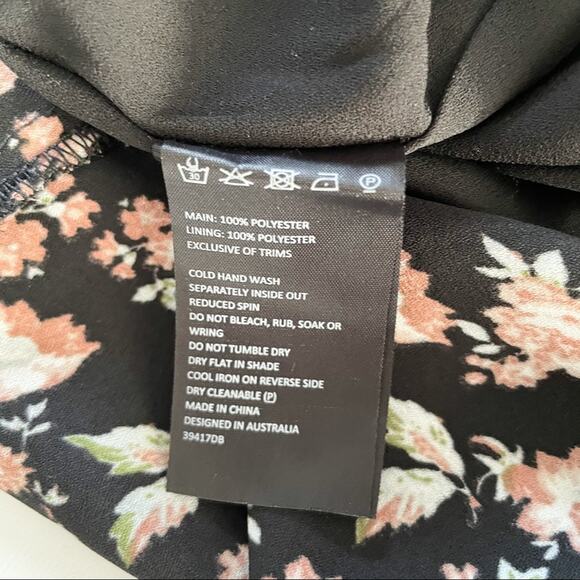 30 P
MAIN: 100% POLYESTER
LINING: 100% POLYESTER
EXCLUSIVE OF TRIMS
COLD HAND WASH
SEPARATELY INSIDE OUT
REDUCED SPIN
DO NOT BLEACH, RUB, SOAK OR
WRING
DO NOT TUMBLE DRY
DRY FLAT IN SHADE
COOL IRON ON REVERSE SIDE
DRY CLEANABLE (P)
MADE IN CHINA
DESIGNED IN AUSTRALIA
39417DB